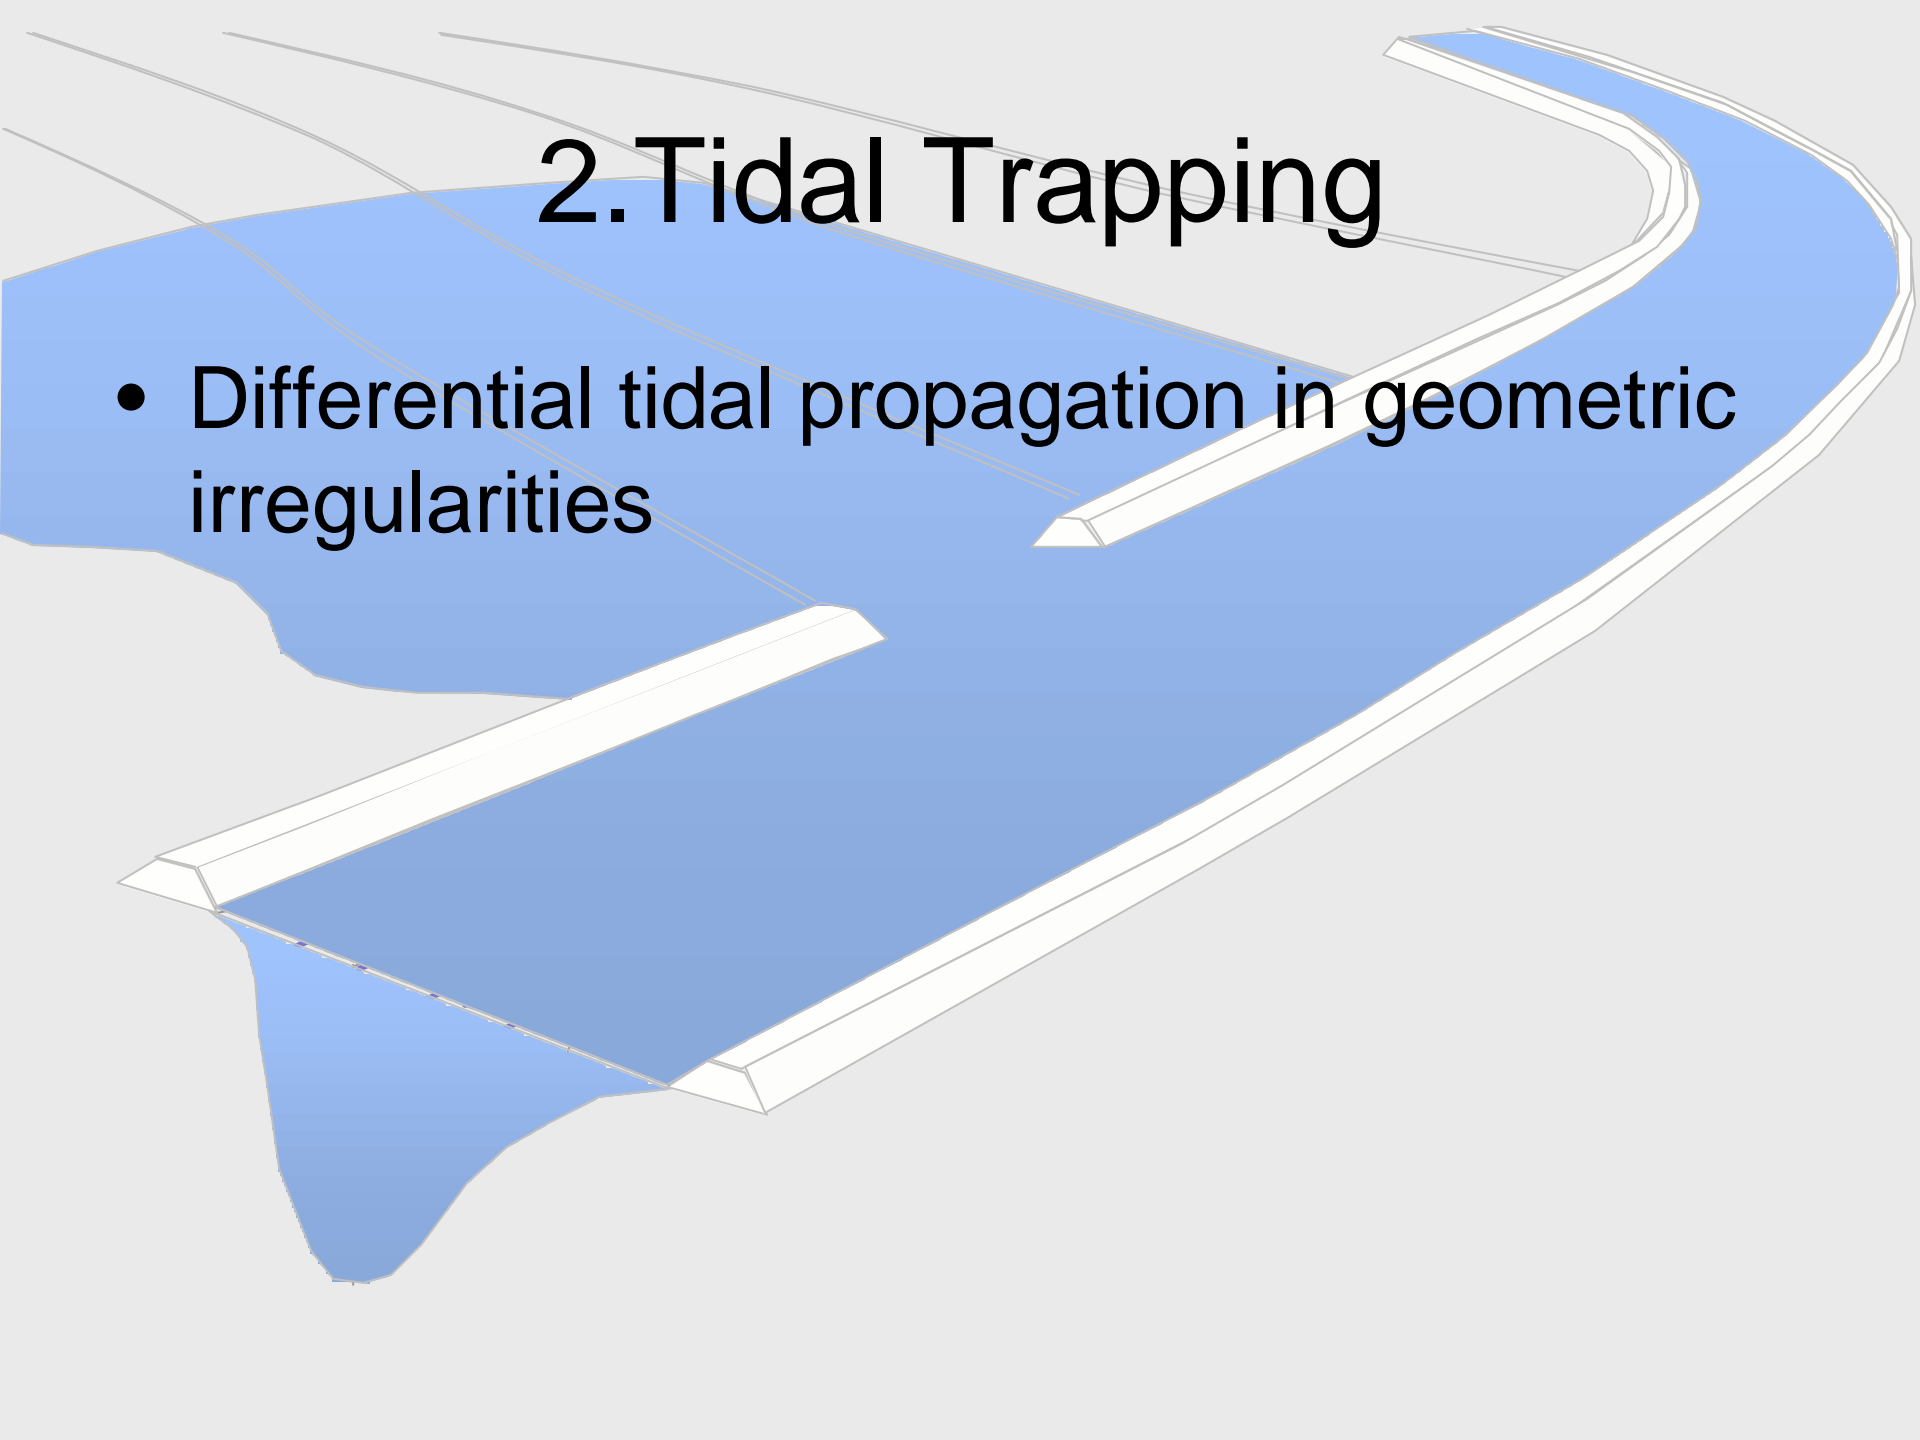 2.Tidal Trapping
• Differential tidal propagation in geometric
irregularities